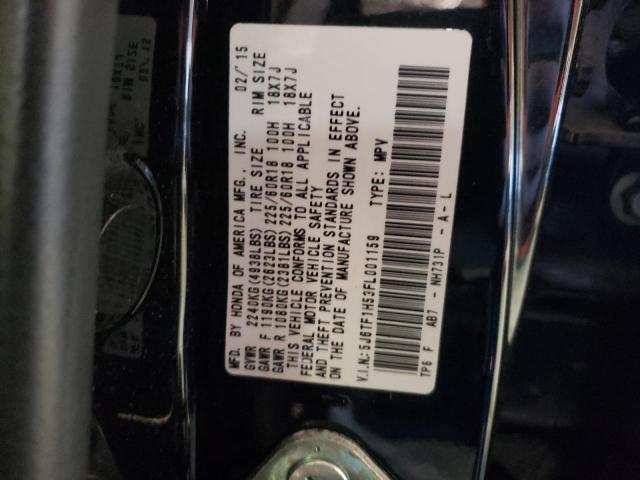 MFD. BY HONDA OF AMERICA MFG., INC. 02/'15
GVWR 2240KG(4938LBS) TIRE SIZE RIM SIZE
GAWR F 1190KG(2623LBS) 225/60R18 100H 18X7J
GAWR R 1080KG(2381LBS) 225/60R18 100H 18X7J
THIS VEHICLE CONFORMS TO ALL APPLICABLE
FEDERAL MOTOR VEHICLE SAFETY
AND THEFT PREVENTION STANDARDS IN EFFECT
ON THE DATE OF MANUFACTURE SHOWN ABOVE.
V.I.N.:5J6TF1H53FL001159 TYPE: MPV
TP6 F AB7 - NH731P - A - L